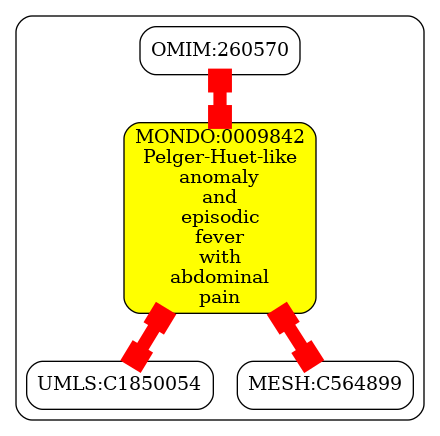 OMIM:260570
MONDO:0009842
Pelger-Huet-like
anomaly
and
episodic
fever
with
abdominal
pain
UMLS:C1850054
MESH:C564899